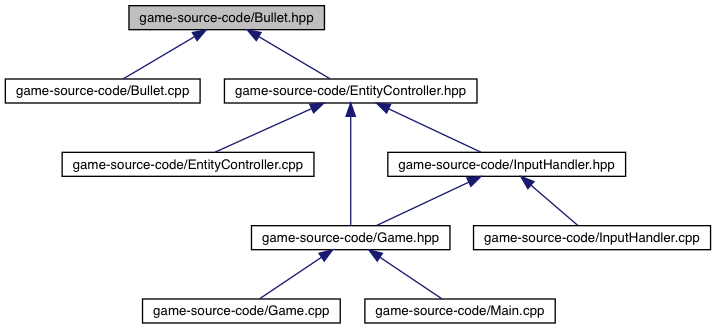 game-source-code/Bullet.hpp
game-source-code/Bullet.cpp
game-source-code/EntityController.hpp
game-source-code/EntityController.cpp
game-source-code/InputHandler.hpp
game-source-code/Game.hpp
game-source-code/InputHandler.cpp
game-source-code/Game.cpp
game-source-code/Main.cpp